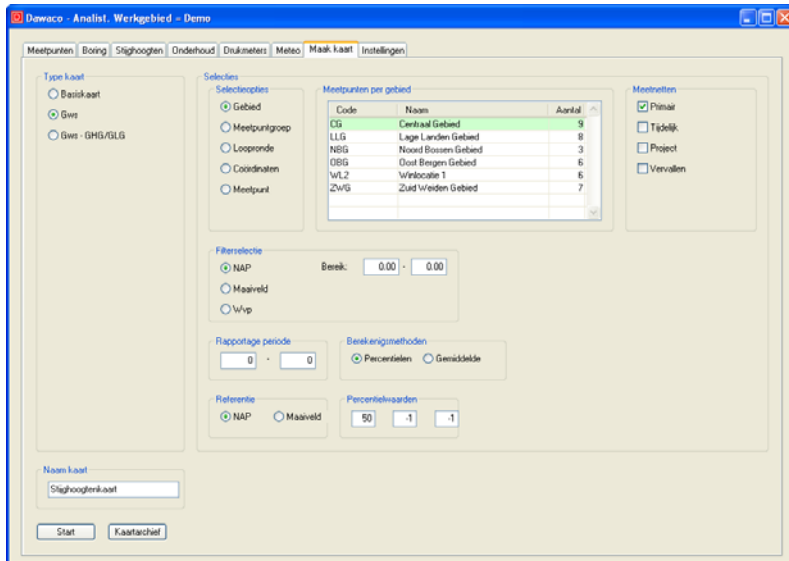 Dawaco - Analist. Werkgebied = Demo
Meetpunten Boring Stijghoogten Onderhoud Drukmeters Meteo Maak kaart Instellingen
Type kaart
Basiskaart
Gws
Gws - GHG/GLG
Selecties
Selectieopties
Gebied
Meetpuntgroep
Loopronde
Coördinaten
Meetpunt
Meetpunten per gebied
Code Naam Aantal
CG Centraal Gebied 9
LLG Lage Landen Gebied 8
NBG Noord Bossen Gebied 3
OBG Oost Bergen Gebied 6
WL2 Winlocatie 1 6
ZWG Zuid Weiden Gebied 7
Meetnetten
Primair
Tijdelijk
Project
Vervallen
Filterselectie
NAP Bereik: 0.00 - 0.00
Maaiveld
Wvp
Rapportage periode
0 - 0
Berekenigsmethoden
Percentielen Gemiddelde
Referentie
NAP Maaiveld
Percentielwaarden
50 -1 -1
Naam kaart
Stijghoogtenkaart
Start Kaartarchief